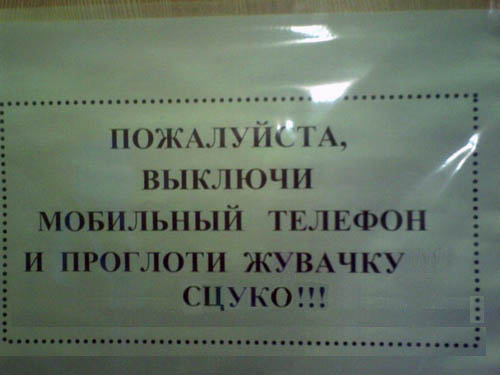 ПОЖАЛУЙСТА,
ВЫКЛЮЧИ
МОБИЛЬНЫЙ ТЕЛЕФОН
И ПРОГЛОТИ ЖУВАЧКУ
СЦУКО!!!